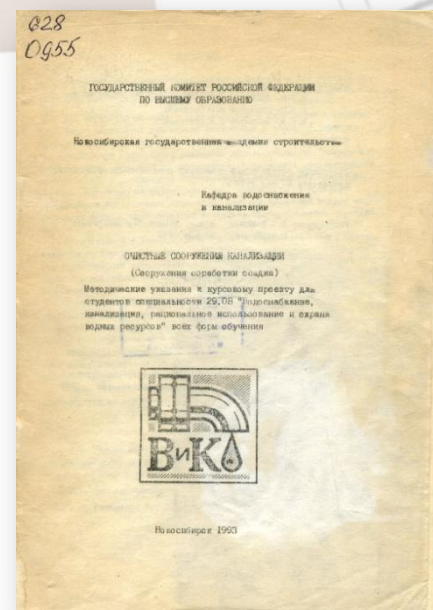 628
0955
ГОСУДАРСТВЕННЫЙ КОМИТЕТ РОССИЙСКОЙ ФЕДЕРАЦИИ
ПО ВЫСШЕМУ ОБРАЗОВАНИЮ
Новосибирская государственная академия строительства
Кафедра водоснабжения
и канализации
ОЧИСТНЫЕ СООРУЖЕНИЯ КАНАЛИЗАЦИИ
(Сооружения обработки осадка)
Методические указания к курсовому проекту для
студентов специальности 29.08 "Водоснабжение,
канализация, рациональное использование и охрана
водных ресурсов" всех форм обучения
ВиК
Новосибирск 1993